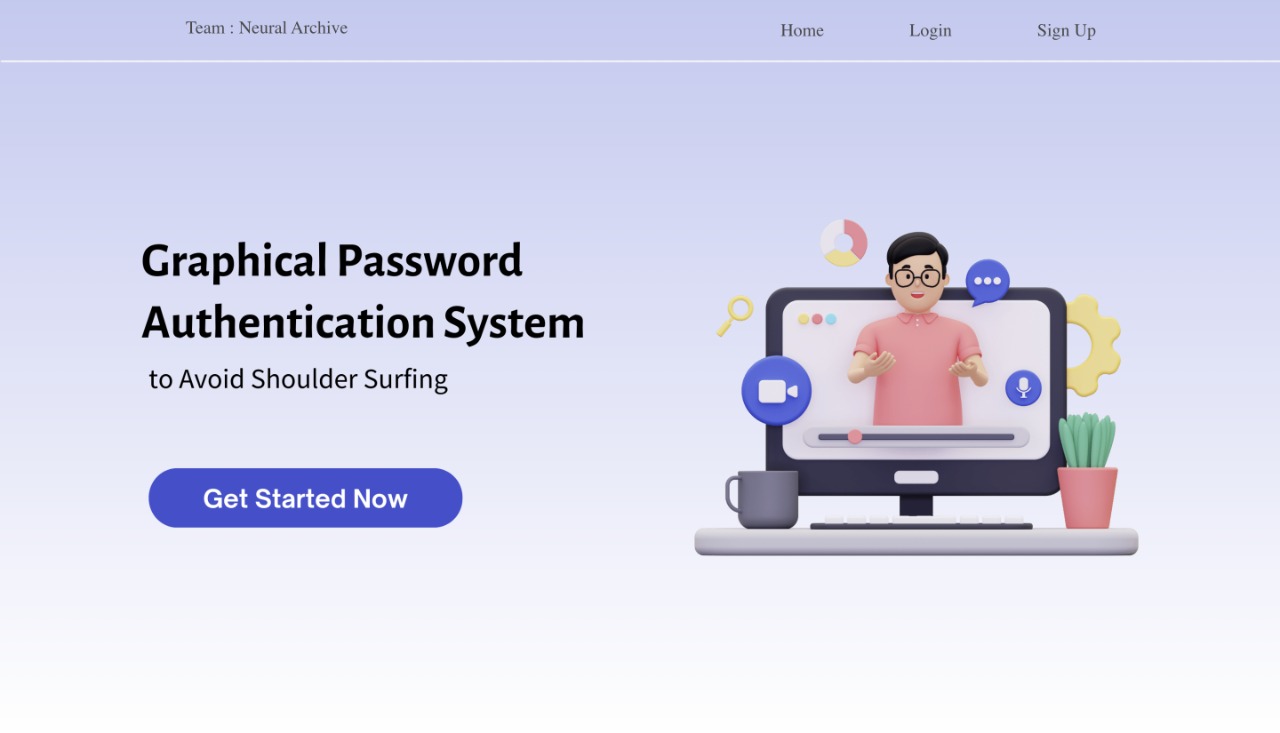 Team : Neural Archive
Home
Login
Sign Up
Graphical Password
Authentication System
to Avoid Shoulder Surfing
Get Started Now